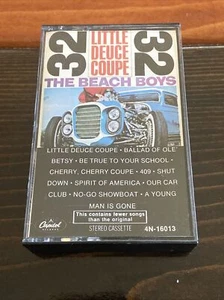 32
LITTLE
DEUCE
COUPE
32
THE BEACH BOYS
LITTLE DEUCE COUPE • BALLAD OF OLE'
BETSY • BE TRUE TO YOUR SCHOOL •
CHERRY, CHERRY COUPE • 409 • SHUT
DOWN • SPIRIT OF AMERICA • OUR CAR
CLUB • NO-GO SHOWBOAT • A YOUNG
MAN IS GONE
This contains fewer songs
than the original
Capitol
STEREO CASSETTE
4N-16013